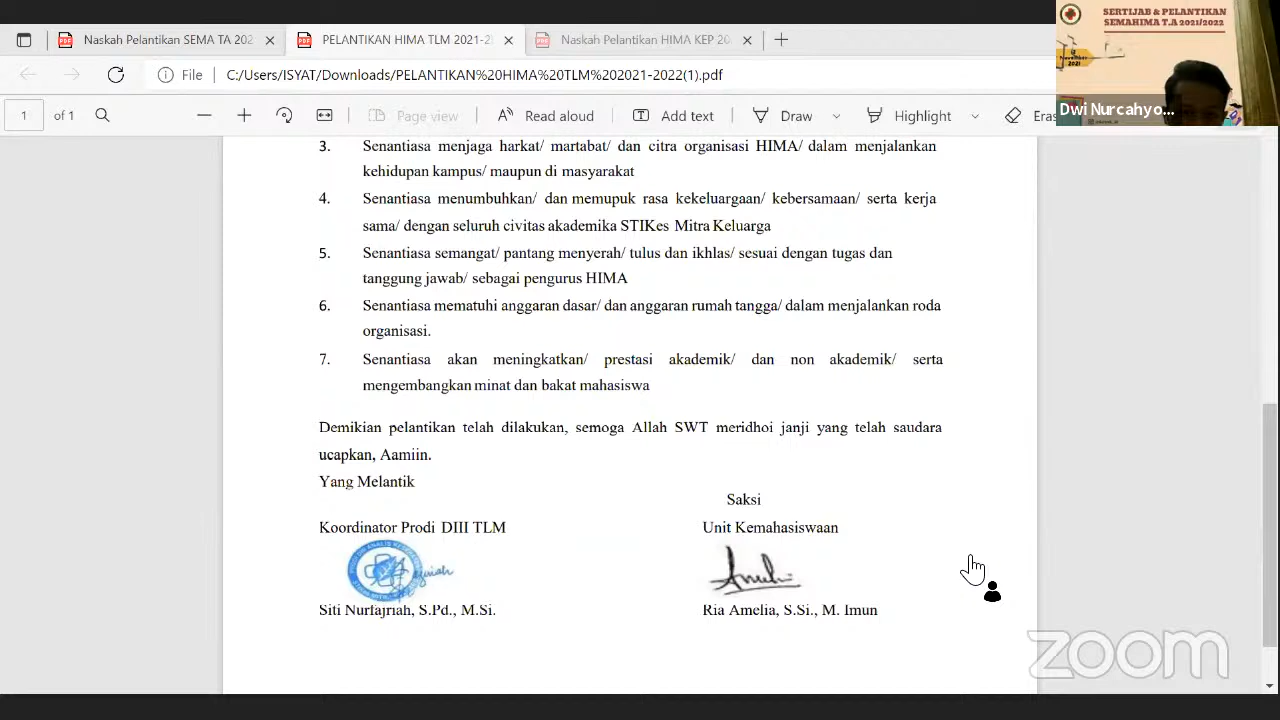 Naskah Pelantikan SEMA TA 202
PELANTIKAN HIMA TLM 2021-2
Naskah Pelantikan HIMA KEP 20
File
C:/Users/ISYAT/Downloads/PELANTIKAN%20HIMA%20TLM%202021-2022(1).pdf
1 of 1
Page view
Read aloud
Add text
Draw
Highlight
Eras
SERTIJAB & PELANTIKAN
SEMAHIMA T.A 2021/2022
2021
Dwi Nurcahyo...
3. Senantiasa menjaga harkat/ martabat/ dan citra organisasi HIMA/ dalam menjalankan
kehidupan kampus/ maupun di masyarakat
4. Senantiasa menumbuhkan/ dan memupuk rasa kekeluargaan/ kebersamaan/ serta kerja
sama/ dengan seluruh civitas akademika STIKes Mitra Keluarga
5. Senantiasa semangat/ pantang menyerah/ tulus dan ikhlas/ sesuai dengan tugas dan
tanggung jawab/ sebagai pengurus HIMA
6. Senantiasa mematuhi anggaran dasar/ dan anggaran rumah tangga/ dalam menjalankan roda
organisasi.
7. Senantiasa akan meningkatkan/ prestasi akademik/ dan non akademik/ serta
mengembangkan minat dan bakat mahasiswa
Demikian pelantikan telah dilakukan, semoga Allah SWT meridhoi janji yang telah saudara
ucapkan, Aamiin.
Yang Melantik
Saksi
Koordinator Prodi DIII TLM
Unit Kemahasiswaan
Siti Nurfajriah, S.Pd., M.Si.
Ria Amelia, S.Si., M. Imun
zoom